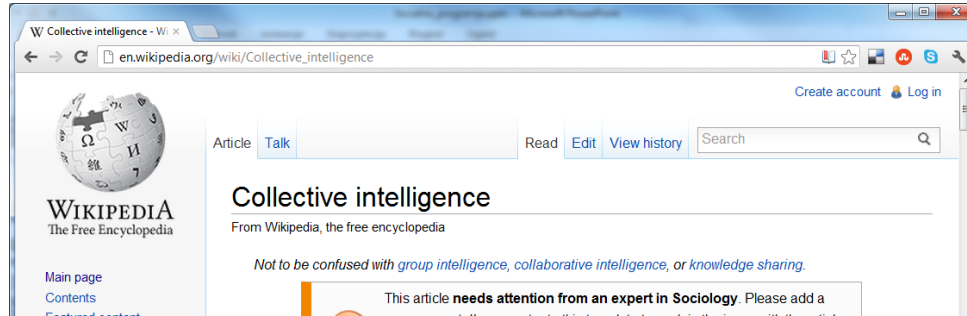 Collective intelligence - Wi
en.wikipedia.org/wiki/Collective_intelligence
Create account Log in
Article Talk Read Edit View history Search
WIKIPEDIA
The Free Encyclopedia
Collective intelligence
From Wikipedia, the free encyclopedia
Not to be confused with group intelligence, collaborative intelligence, or knowledge sharing.
Main page
This article needs attention from an expert in Sociology. Please add a
Contents